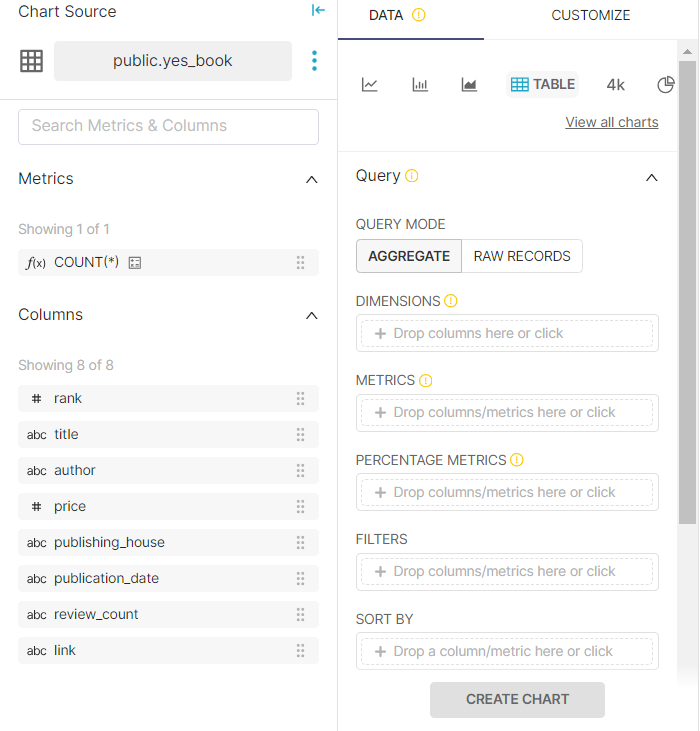 Chart Source
public.yes_book
Search Metrics & Columns
Metrics
Showing 1 of 1
f(x) COUNT(*)
Columns
Showing 8 of 8
# rank
abc title
abc author
# price
abc publishing_house
abc publication_date
abc review_count
abc link
DATA
CUSTOMIZE
TABLE
4k
View all charts
Query
QUERY MODE
AGGREGATE
RAW RECORDS
DIMENSIONS
+ Drop columns here or click
METRICS
+ Drop columns/metrics here or click
PERCENTAGE METRICS
+ Drop columns/metrics here or click
FILTERS
+ Drop columns/metrics here or click
SORT BY
+ Drop a column/metric here or click
CREATE CHART